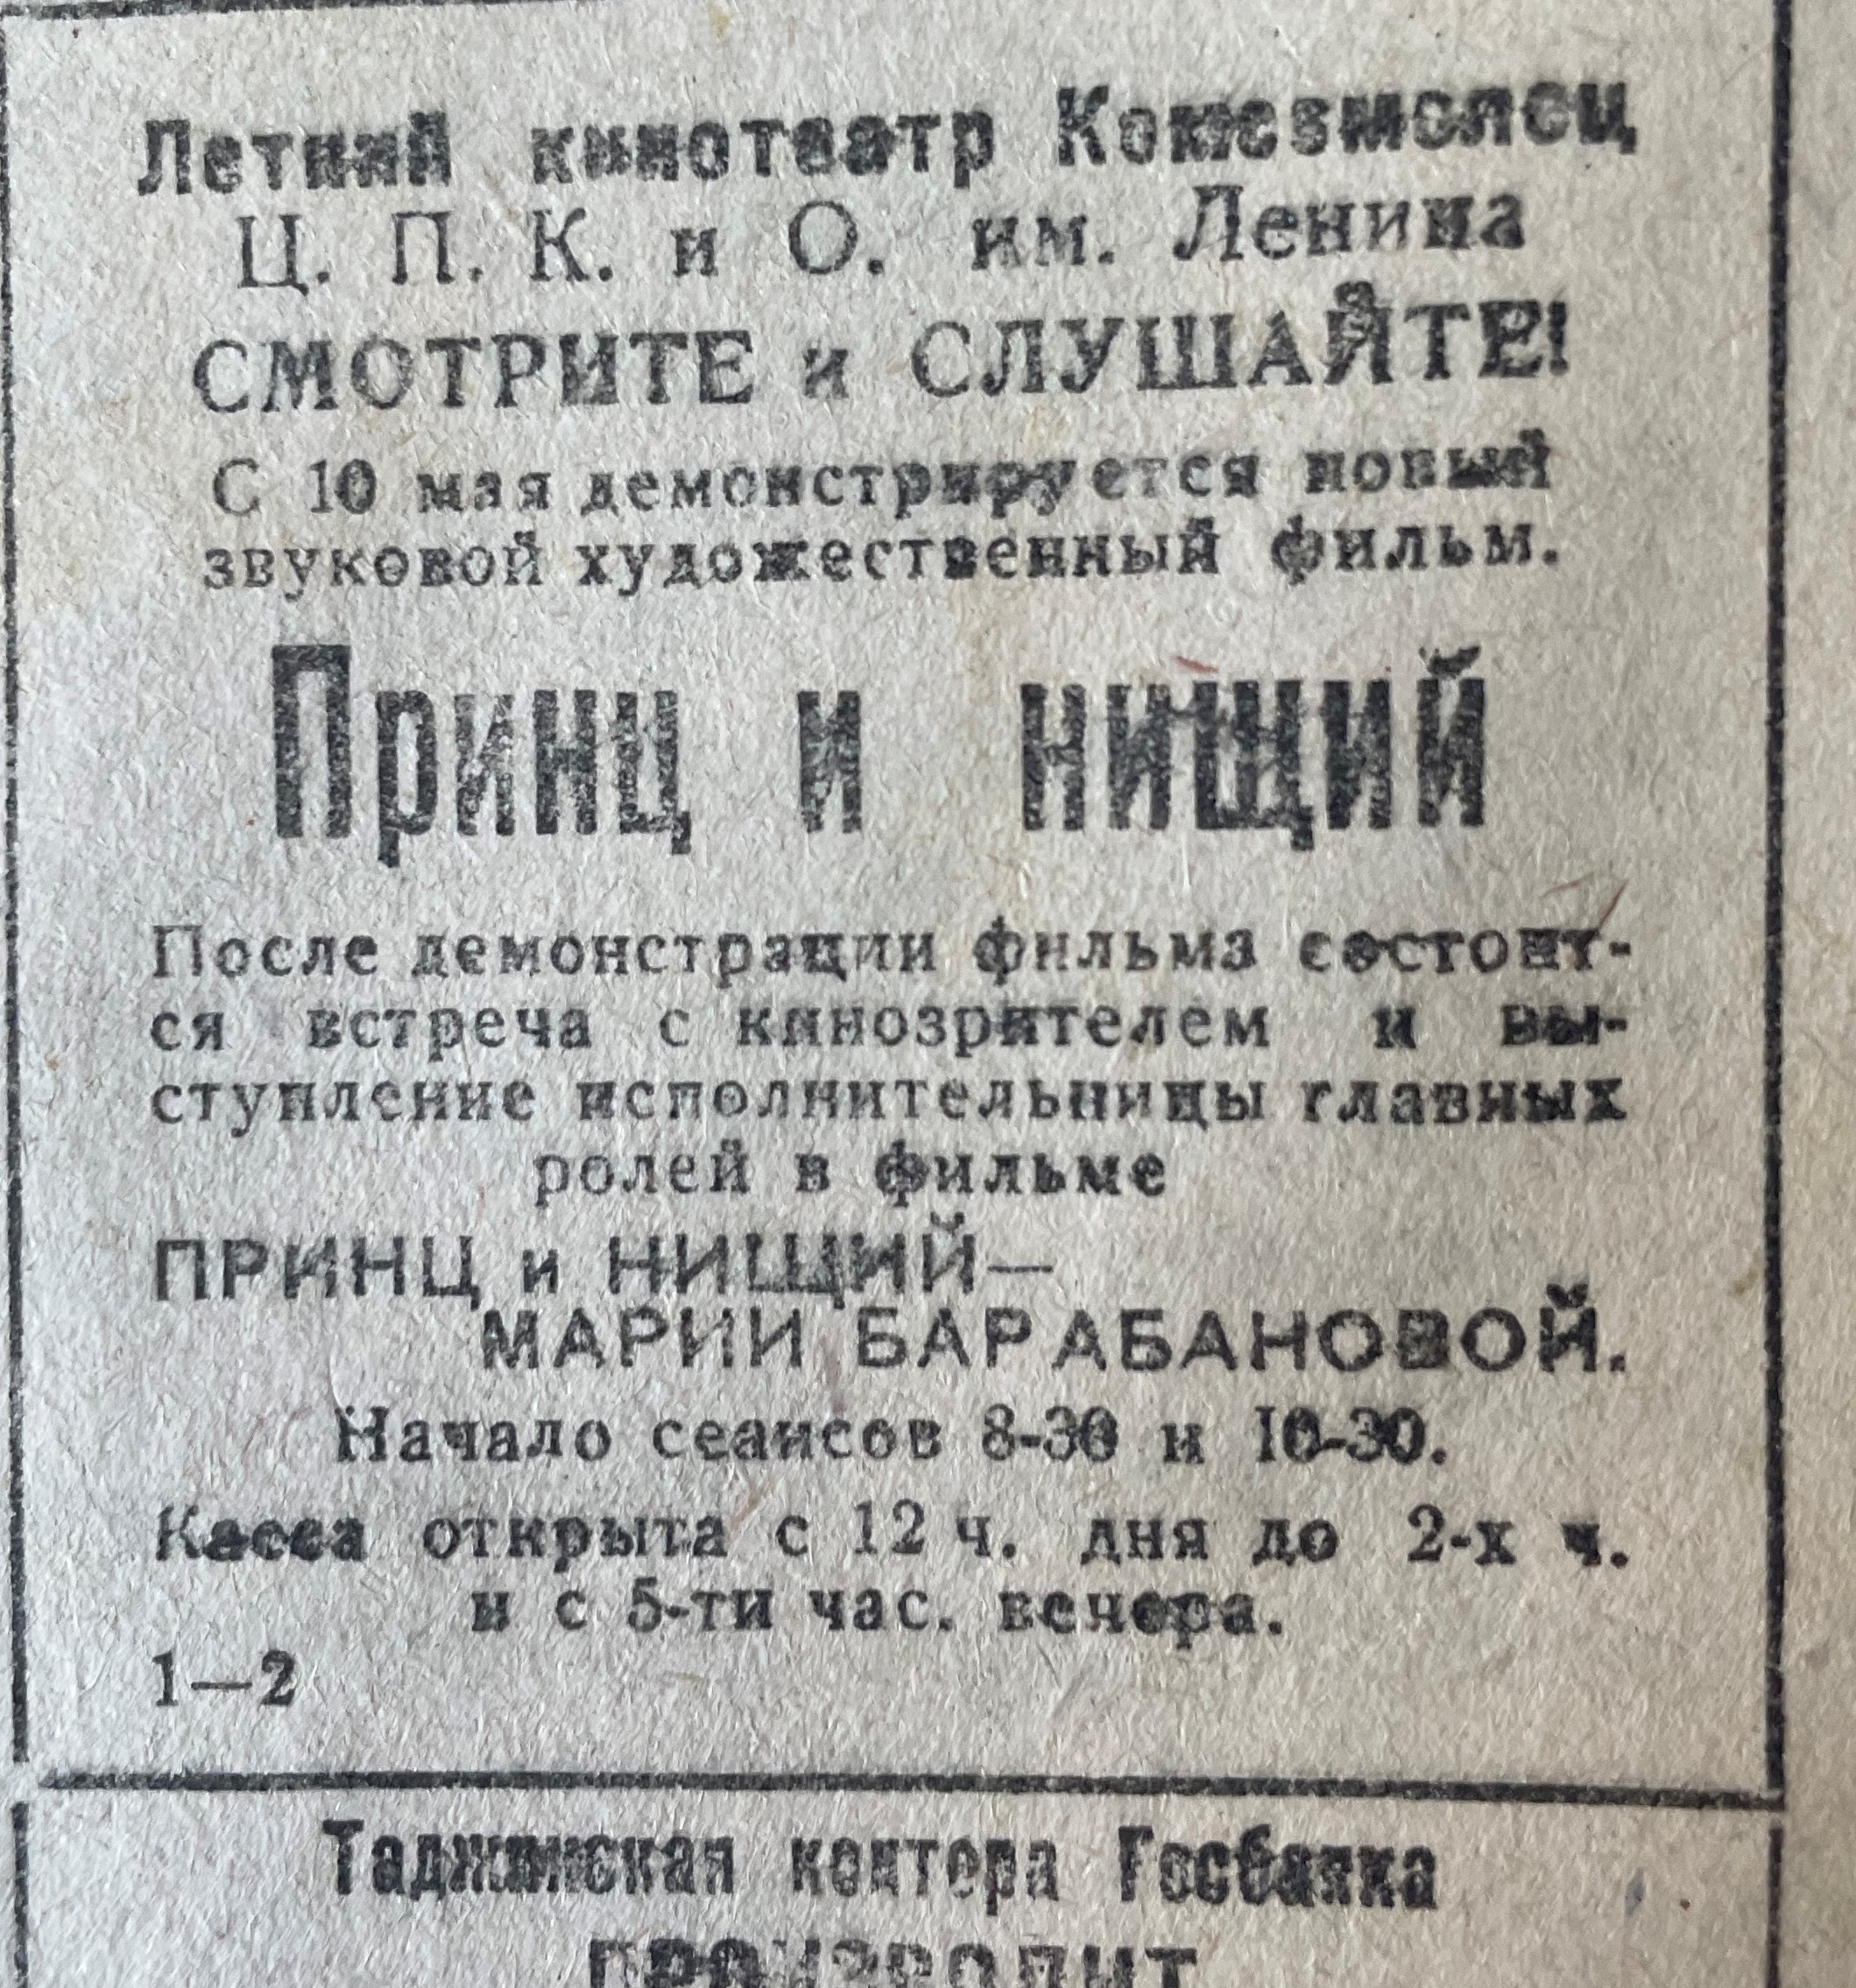 Летний кинотеатр Комсомолец
Ц. П. К. и О. им. Ленина
СМОТРИТЕ и СЛУШАЙТЕ!
С 10 мая демонстрируется новый
звуковой художественный фильм.
Принц и нищий
После демонстрации фильма состоит-
ся встреча с кинозрителем и вы-
ступление исполнительницы главных
ролей в фильме
ПРИНЦ и НИЩИЙ—
МАРИИ БАРАБАНОВОЙ.
Начало сеансов 8-30 и 10-30.
Касса открыта с 12 ч. дня до 2-х ч.
и с 5-ти час. вечера.
1—2
Таджикская контора Госбанка
ПРОИЗВОДИТ